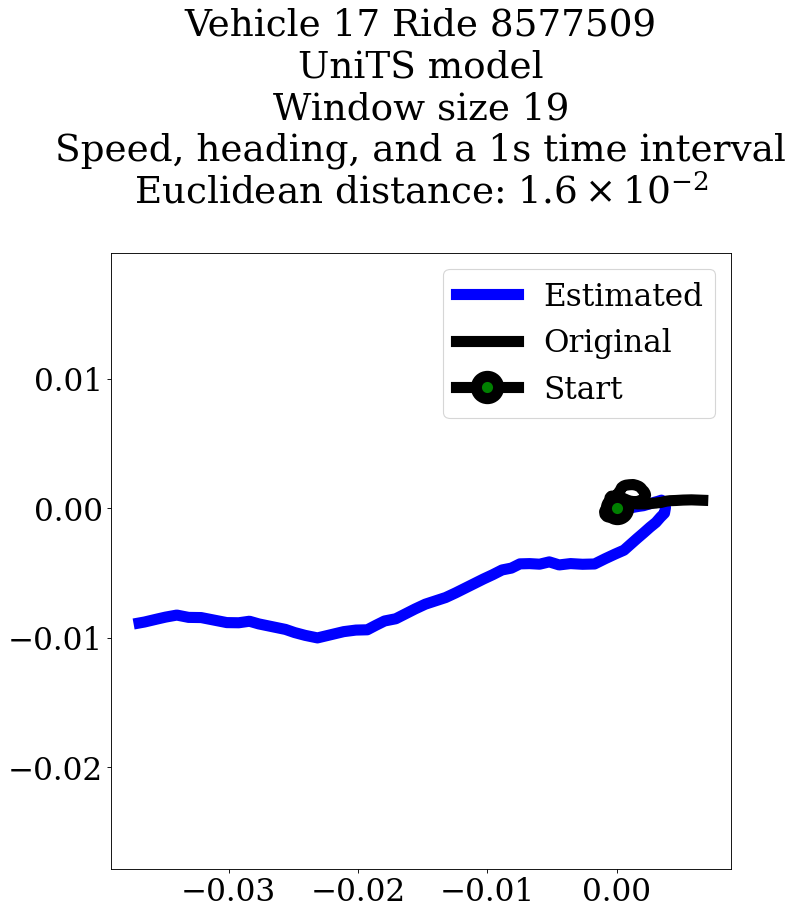 Vehicle 17 Ride 8577509
UniTS model
Window size 19
Speed, heading, and a 1s time interval
Euclidean distance: 1.6 × 10⁻²
Estimated
Original
Start
0.01
0.00
−0.01
−0.02
−0.03
−0.02
−0.01
0.00